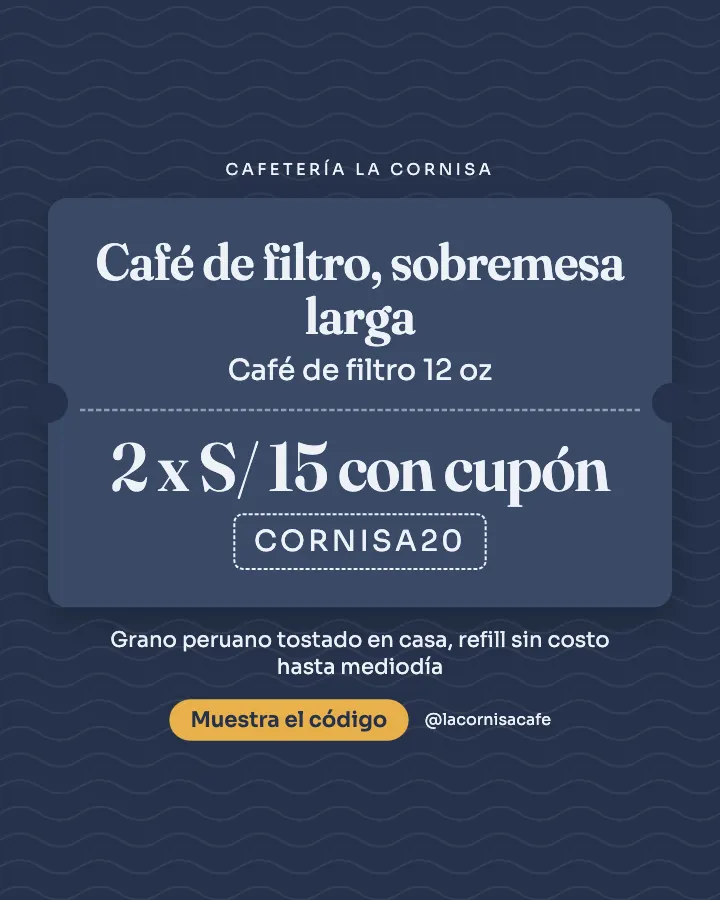 CAFETERÍA LA CORNISA
Café de filtro, sobremesa
larga
Café de filtro 12 oz
2 x S/ 15 con cupón
CORNISA20
Grano peruano tostado en casa, refill sin costo
hasta mediodía
Muestra el código
@lacornisacafe